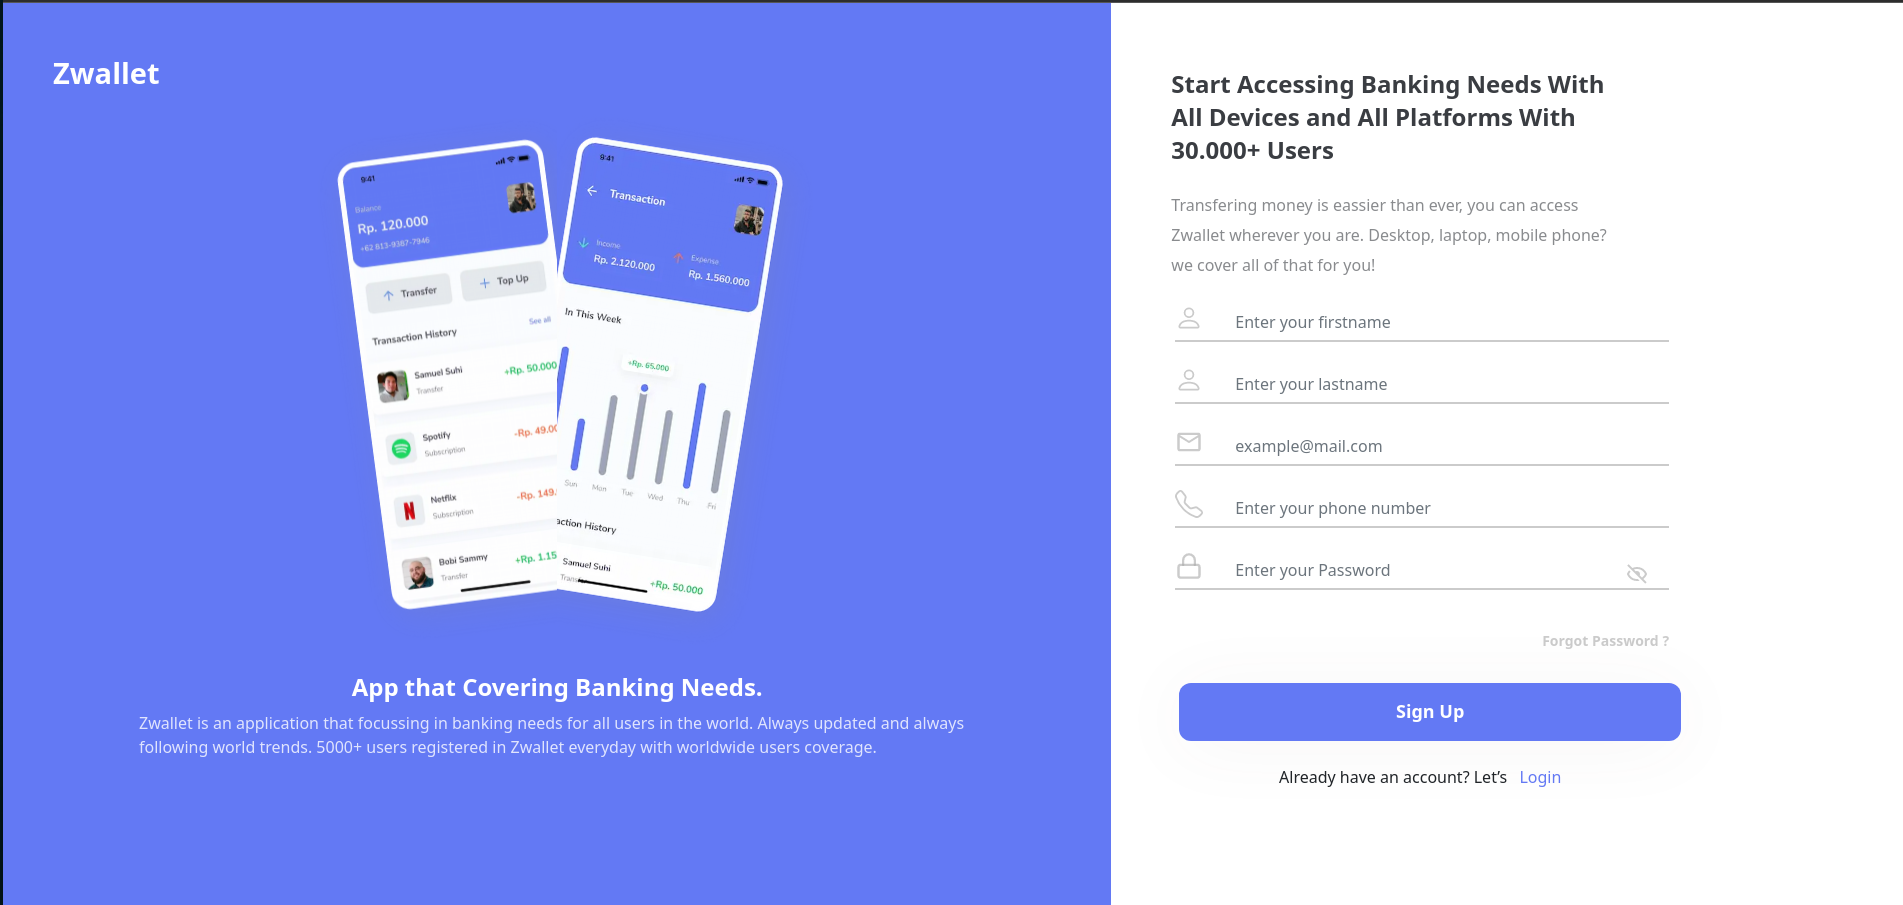 Zwallet
9:41
Balance
Rp. 120.000
+62 813-9387-7946
Transfer
Top Up
Transaction History
See all
Samuel Suhi
Transfer
+Rp. 50.000
Spotify
Subscription
-Rp. 49.00
Netflix
Subscription
-Rp. 149.
Bobi Sammy
Transfer
+Rp. 1.15
9:41
Transaction
Income
Rp. 2.120.000
Expense
Rp. 1.560.000
In This Week
+Rp. 65.000
Sun Mon Tue Wed Thu Fri
action History
Samuel Suhi
+Rp. 50.000
App that Covering Banking Needs.
Zwallet is an application that focussing in banking needs for all users in the world. Always updated and always
following world trends. 5000+ users registered in Zwallet everyday with worldwide users coverage.
Start Accessing Banking Needs With
All Devices and All Platforms With
30.000+ Users
Transfering money is eassier than ever, you can access
Zwallet wherever you are. Desktop, laptop, mobile phone?
we cover all of that for you!
Enter your firstname
Enter your lastname
example@mail.com
Enter your phone number
Enter your Password
Forgot Password ?
Sign Up
Already have an account? Let’s Login